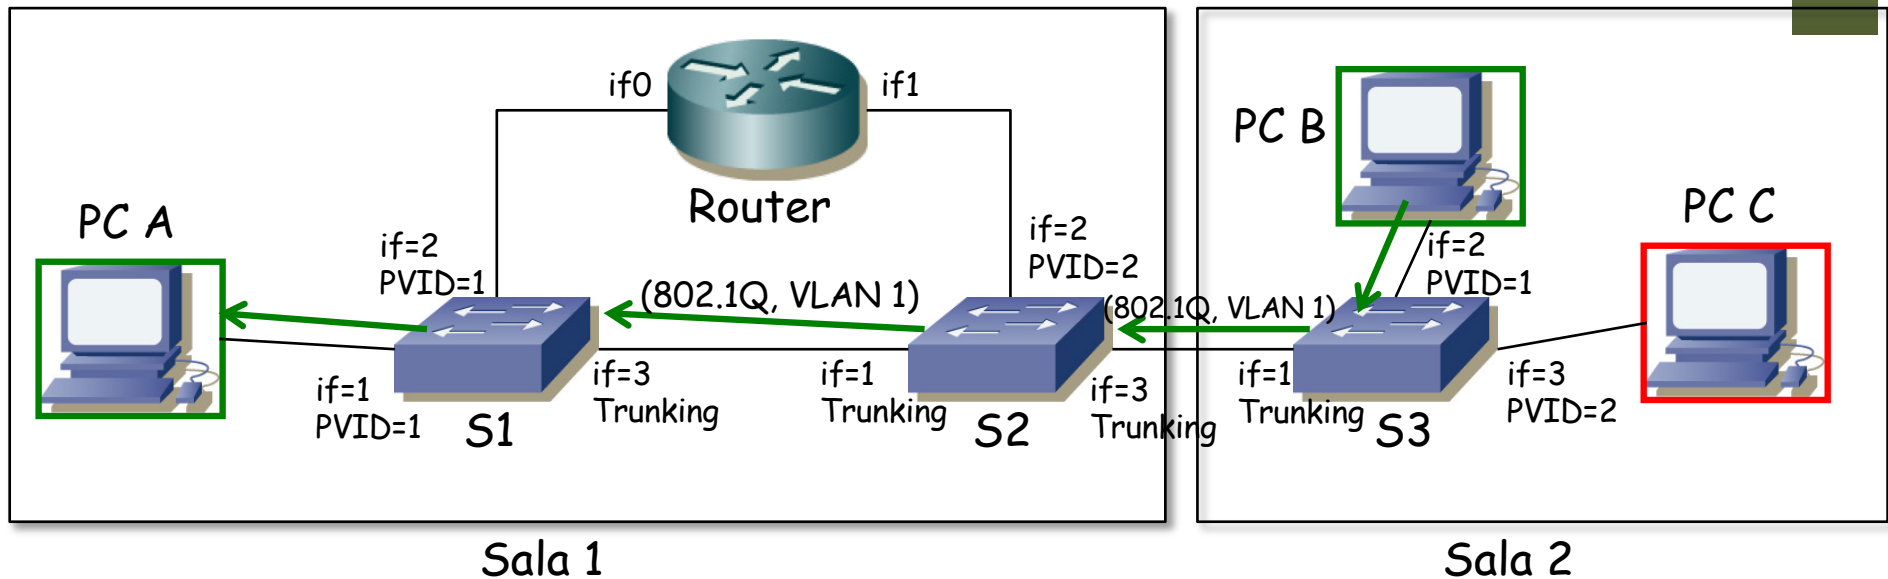 if0
if1
Router
PC A
if=2
PVID=1
if=1
PVID=1
S1
if=3
Trunking
(802.1Q, VLAN 1)
if=1
Trunking
S2
if=2
PVID=2
if=3
Trunking
(802.1Q, VLAN 1)
PC B
if=2
PVID=1
PC C
if=1
Trunking
S3
if=3
PVID=2
Sala 1
Sala 2